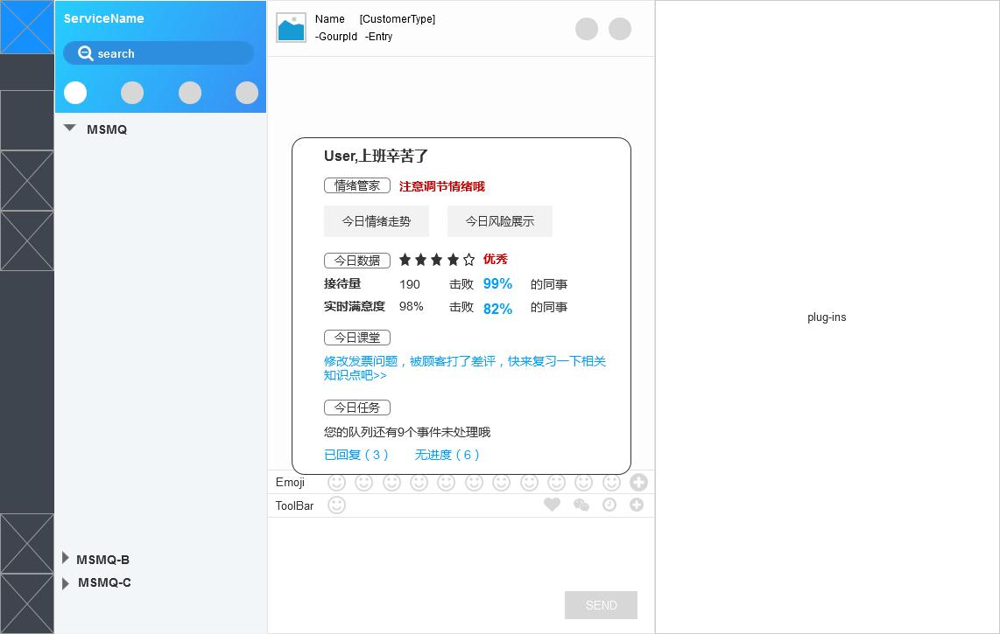 ServiceName
search
MSMQ
MSMQ-B
MSMQ-C
Name [CustomerType]
-GourpId -Entry
User,上班辛苦了
情绪管家 注意调节情绪哦
今日情绪走势 今日风险展示
今日数据 优秀
接待量 190 击败 99% 的同事
实时满意度 98% 击败 82% 的同事
今日课堂
修改发票问题，被顾客打了差评，快来复习一下相关
知识点吧>>
今日任务
您的队列还有9个事件未处理哦
已回复（3） 无进度（6）
Emoji
ToolBar
SEND
plug-ins